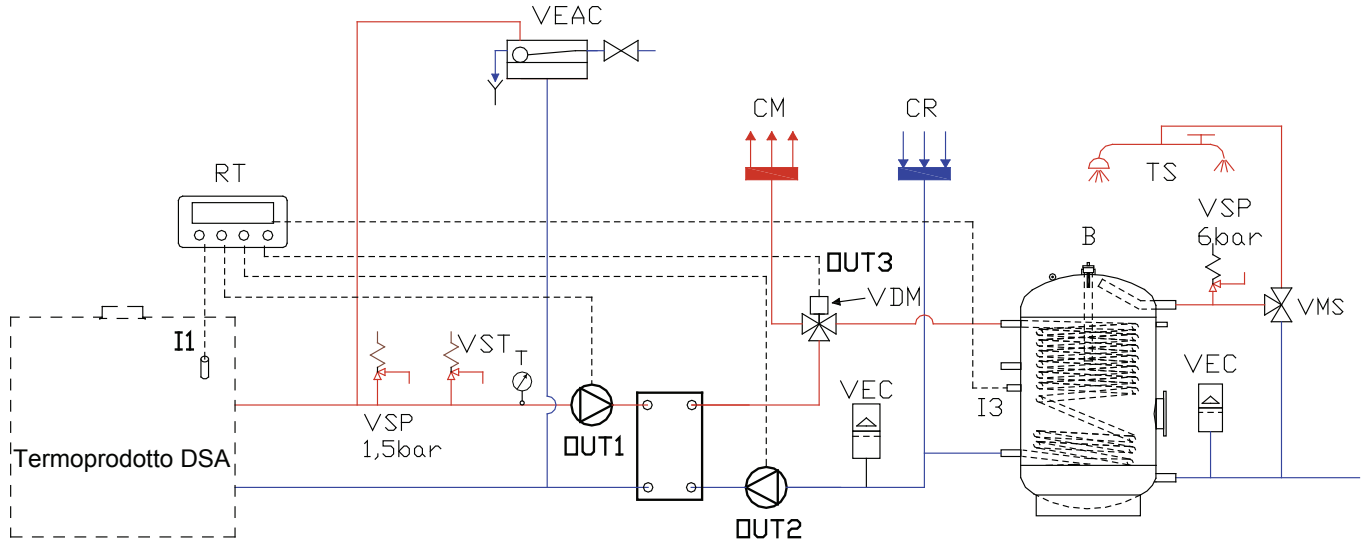 VEAC
CM
CR
TS
RT
VSP
6bar
B
OUT3
VDM
VMS
I1
VST
T
VEC
VEC
I3
VSP
1,5bar
OUT1
Termoprodotto DSA
OUT2